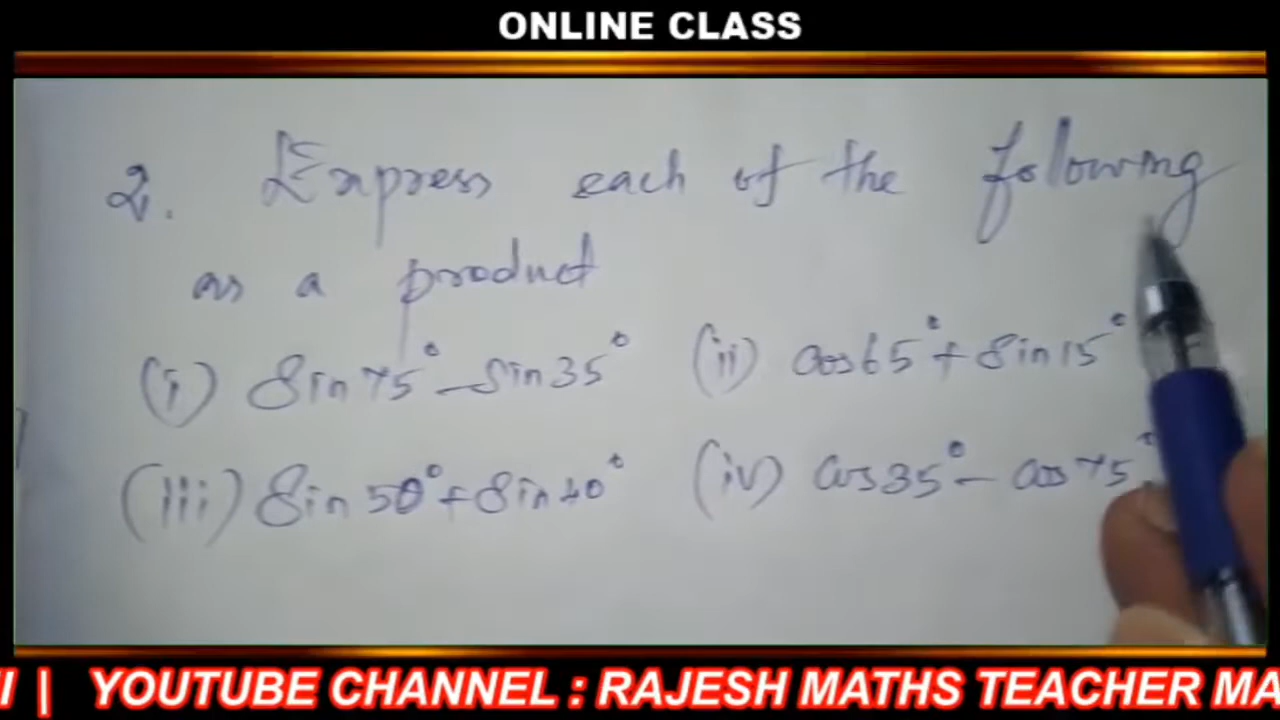 ONLINE CLASS
2. Express each of the following
as a product
(i) Sin 75° - Sin 35° (ii) Cos 65° + Sin 15°
(iii) Sin 50° + Sin 40° (iv) Cos 35° - Cos 75°
I | YOUTUBE CHANNEL : RAJESH MATHS TEACHER MA